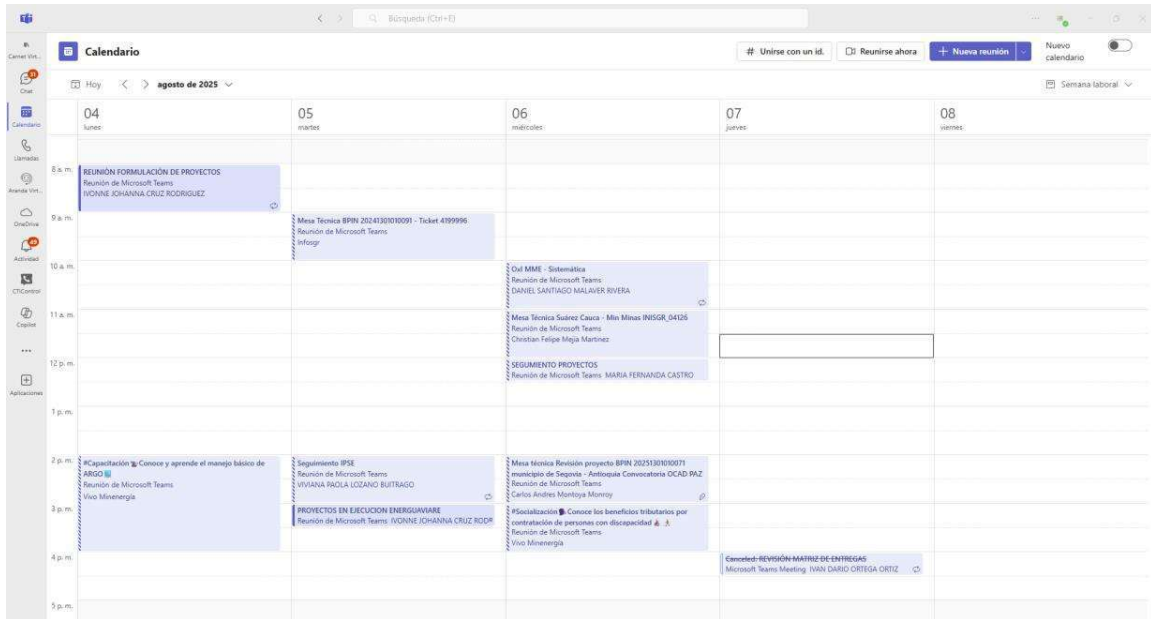 Búsqueda (Ctrl+E)
Calendario
# Unirse con un id.
Reunirse ahora
+ Nueva reunión
Nuevo calendario
Hoy
agosto de 2025
Semana laboral
Carnet Virt...
Chat
31
Calendario
Llamadas
Aranda Virt...
OneDrive
Actividad
CTIControl
Copilot
Aplicaciones
04
lunes
05
martes
06
miércoles
07
jueves
08
viernes
8 a. m.
9 a. m.
10 a. m.
11 a. m.
12 p. m.
1 p. m.
2 p. m.
3 p. m.
4 p. m.
5 p. m.
REUNIÓN FORMULACIÓN DE PROYECTOS
Reunión de Microsoft Teams
IVONNE JOHANNA CRUZ RODRIGUEZ
#Capacitación Conoce y aprende el manejo básico de
ARGO
Reunión de Microsoft Teams
Vivo Minenergía
Mesa Técnica BPIN 20241301010091 - Ticket 4199996
Reunión de Microsoft Teams
Infosgr
Seguimiento IPSE
Reunión de Microsoft Teams
VIVIANA PAOLA LOZANO BUITRAGO
PROYECTOS EN EJECUCION ENERGUAVIARE
Reunión de Microsoft Teams IVONNE JOHANNA CRUZ RODR
OxI MME - Sistemática
Reunión de Microsoft Teams
DANIEL SANTIAGO MALAVER RIVERA
Mesa Técnica Suárez Cauca - Min Minas INISGR_04126
Reunión de Microsoft Teams
Christian Felipe Mejia Martinez
SEGUMIENTO PROYECTOS
Reunión de Microsoft Teams MARIA FERNANDA CASTRO
Mesa técnica Revisión proyecto BPIN 20251301010071
municipio de Segovia - Antioquia Convocatoria OCAD PAZ
Reunión de Microsoft Teams
Carlos Andres Montoya Monroy
#Socialización Conoce los beneficios tributarios por
contratación de personas con discapacidad
Reunión de Microsoft Teams
Vivo Minenergía
Canceled: REVISIÓN MATRIZ DE ENTREGAS
Microsoft Teams Meeting IVAN DARIO ORTEGA ORTIZ